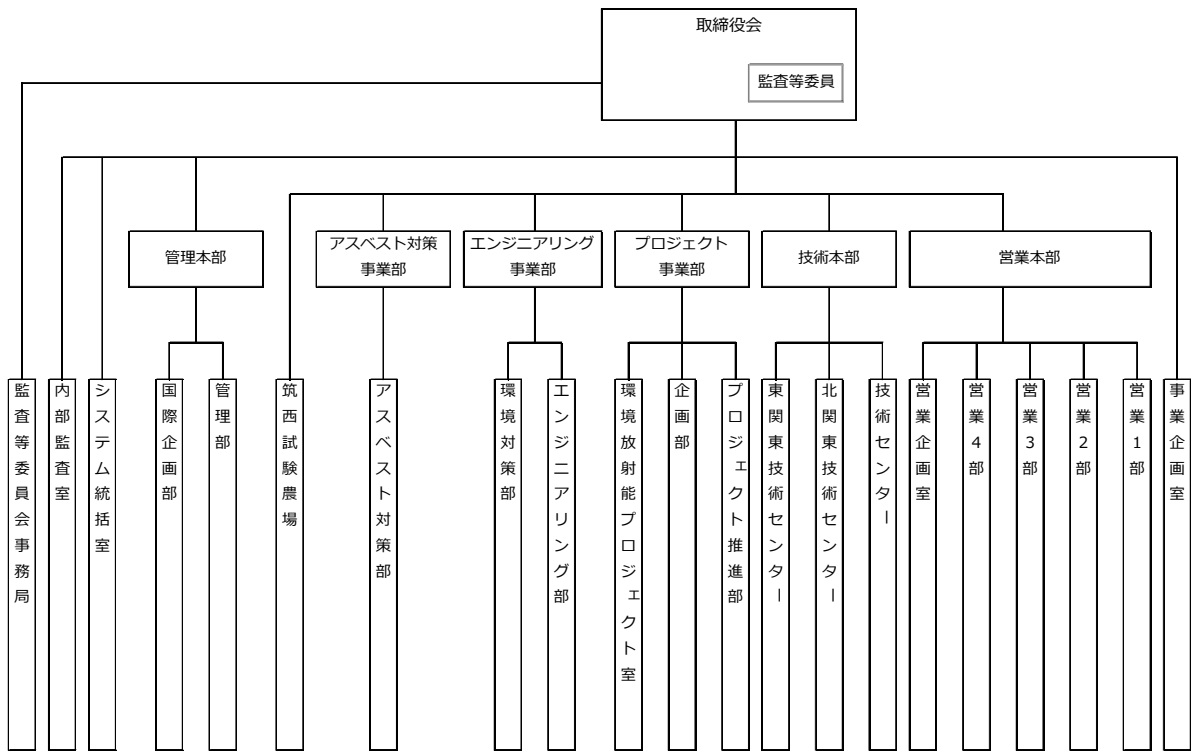 取締役会
監査等委員
管理本部
アスベスト対策
事業部
エンジニアリング
事業部
プロジェクト
事業部
技術本部
営業本部
監査等委員会事務局
内部監査室
システム統括室
国際企画部
管理部
筑西試験農場
アスベスト対策部
環境対策部
エンジニアリング部
環境放射能プロジェクト室
企画部
プロジェクト推進部
東関東技術センター
北関東技術センター
技術センター
営業企画室
営業4部
営業3部
営業2部
営業1部
事業企画室